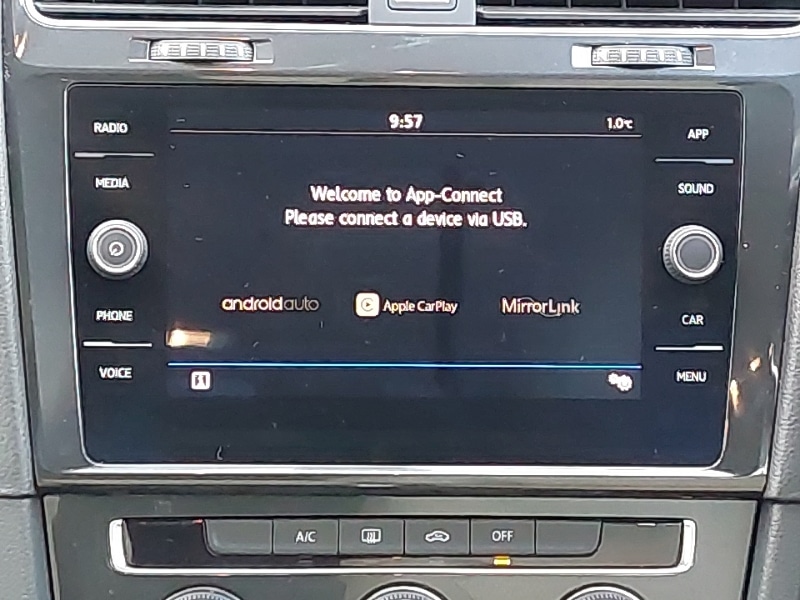 RADIO
MEDIA
PHONE
VOICE
9:57
1.0°C
Welcome to App-Connect
Please connect a device via USB.
androidauto
Apple CarPlay
MirrorLink
APP
SOUND
CAR
MENU
A/C
OFF